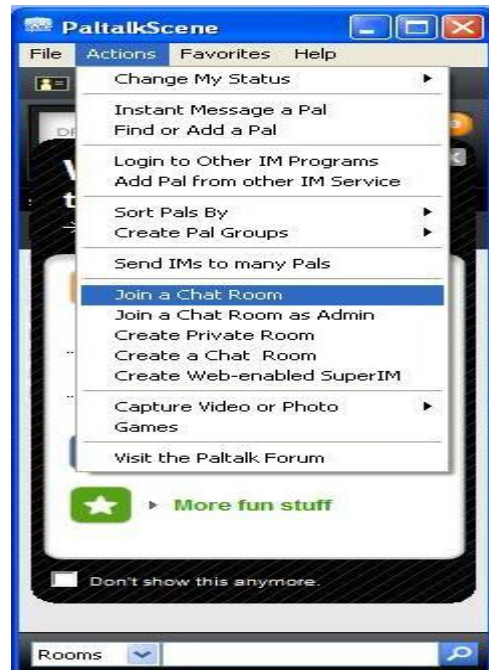 PaltalkScene
File Actions Favorites Help
Change My Status
Instant Message a Pal
Find or Add a Pal
Login to Other IM Programs
Add Pal from other IM Service
Sort Pals By
Create Pal Groups
Send IMs to many Pals
Join a Chat Room
Join a Chat Room as Admin
Create Private Room
Create a Chat Room
Create Web-enabled SuperIM
Capture Video or Photo
Games
Visit the Paltalk Forum
More fun stuff
Don't show this anymore.
Rooms